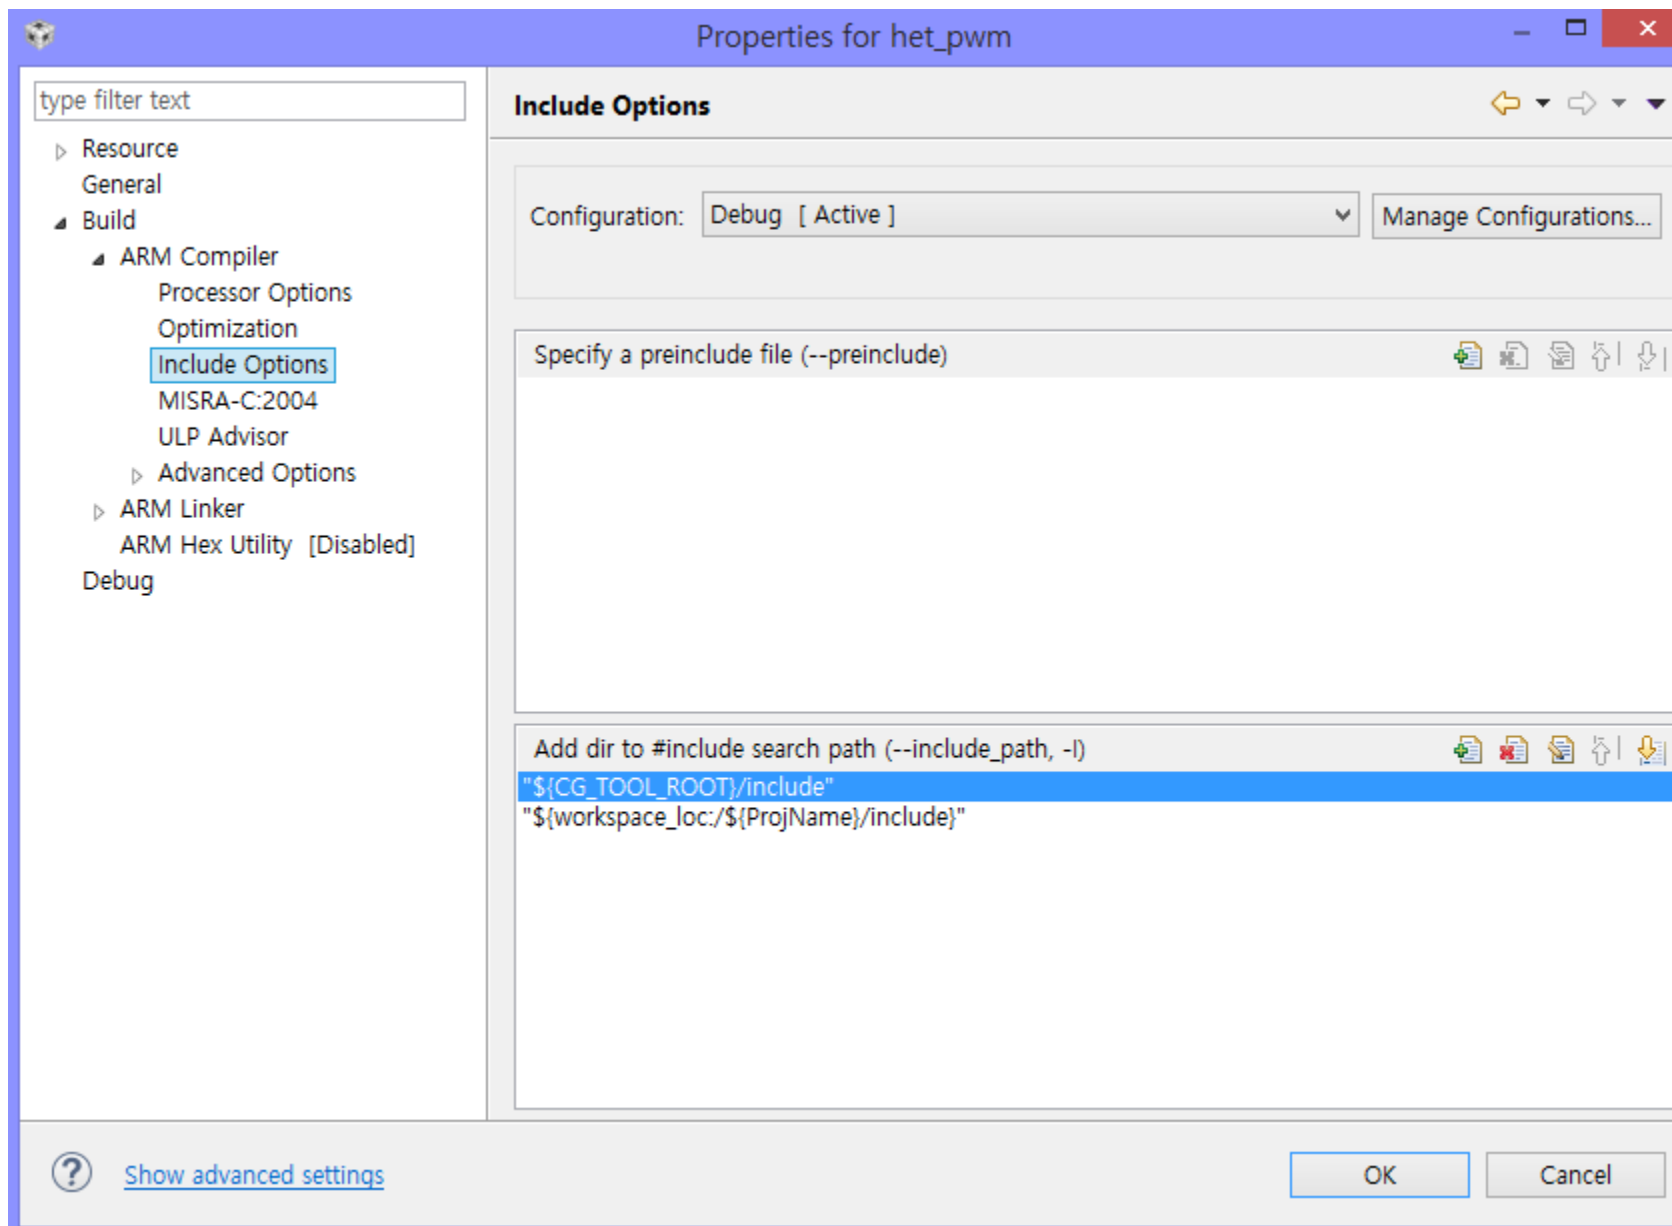 Properties for het_pwm
type filter text
Resource
General
Build
ARM Compiler
Processor Options
Optimization
Include Options
MISRA-C:2004
ULP Advisor
Advanced Options
ARM Linker
ARM Hex Utility [Disabled]
Debug
Include Options
Configuration:
Debug [ Active ]
Manage Configurations...
Specify a preinclude file (--preinclude)
Add dir to #include search path (--include_path, -I)
"${CG_TOOL_ROOT}/include"
"${workspace_loc:/${ProjName}/include}"
Show advanced settings
OK
Cancel